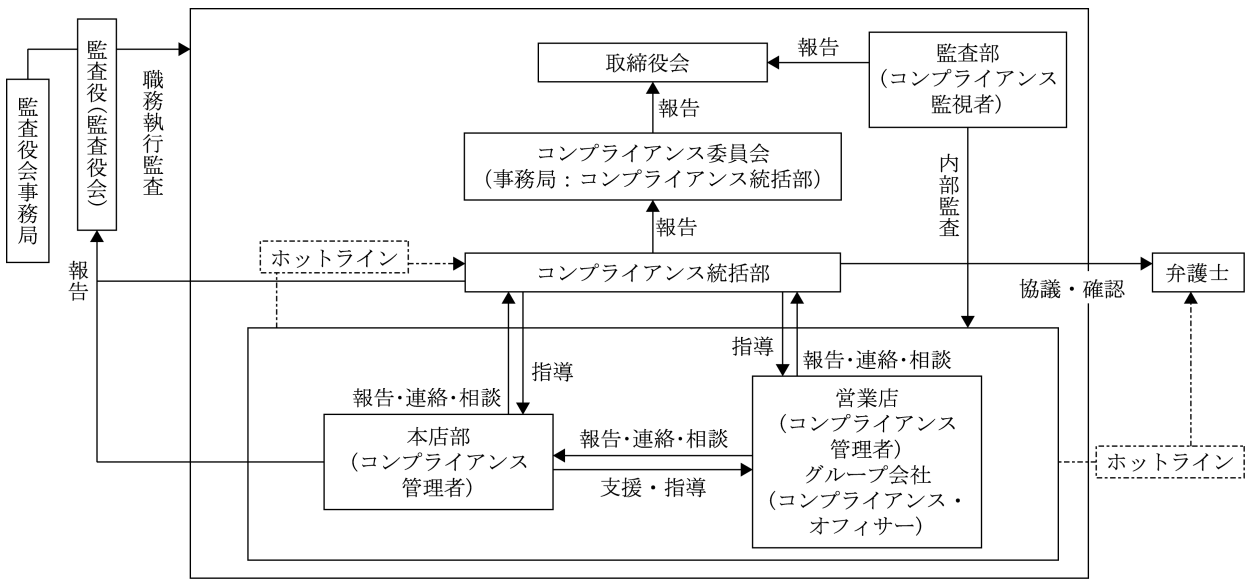 監査役会事務局
監査役(監査役会)
職務執行監査
報告
取締役会
報告
監査部
(コンプライアンス
監視者)
報告
コンプライアンス委員会
(事務局:コンプライアンス統括部)
内部監査
報告
ホットライン
コンプライアンス統括部
弁護士
協議・確認
指導
報告・連絡・相談
指導
報告・連絡・相談
本店部
(コンプライアンス
管理者)
報告・連絡・相談
支援・指導
営業店
(コンプライアンス
管理者)
グループ会社
(コンプライアンス・
オフィサー)
ホットライン